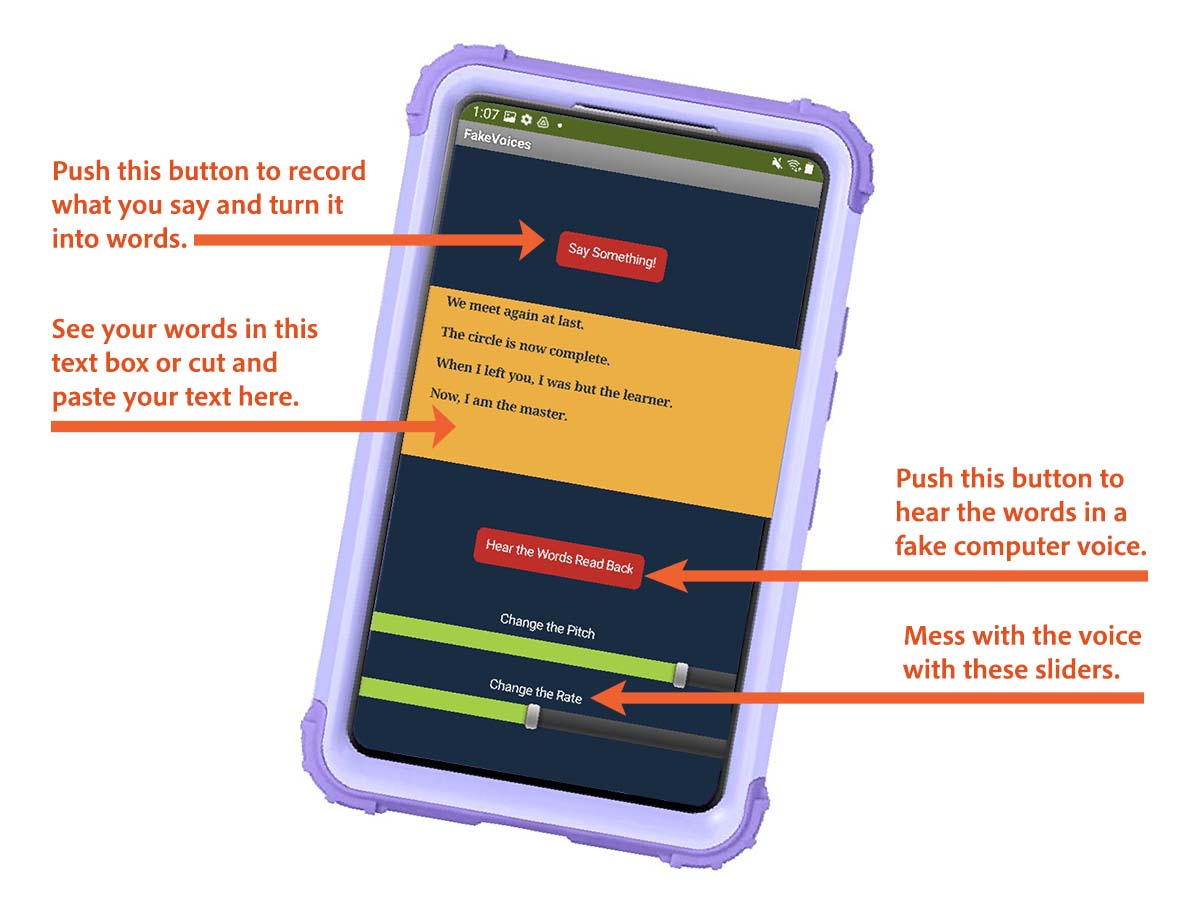 1:07
FakeVoices
Push this button to record
what you say and turn it
into words.
Say Something!
See your words in this
text box or cut and
paste your text here.
We meet again at last.
The circle is now complete.
When I left you, I was but the learner.
Now, I am the master.
Push this button to
hear the words in a
fake computer voice.
Hear the Words Read Back
Mess with the voice
with these sliders.
Change the Pitch
Change the Rate